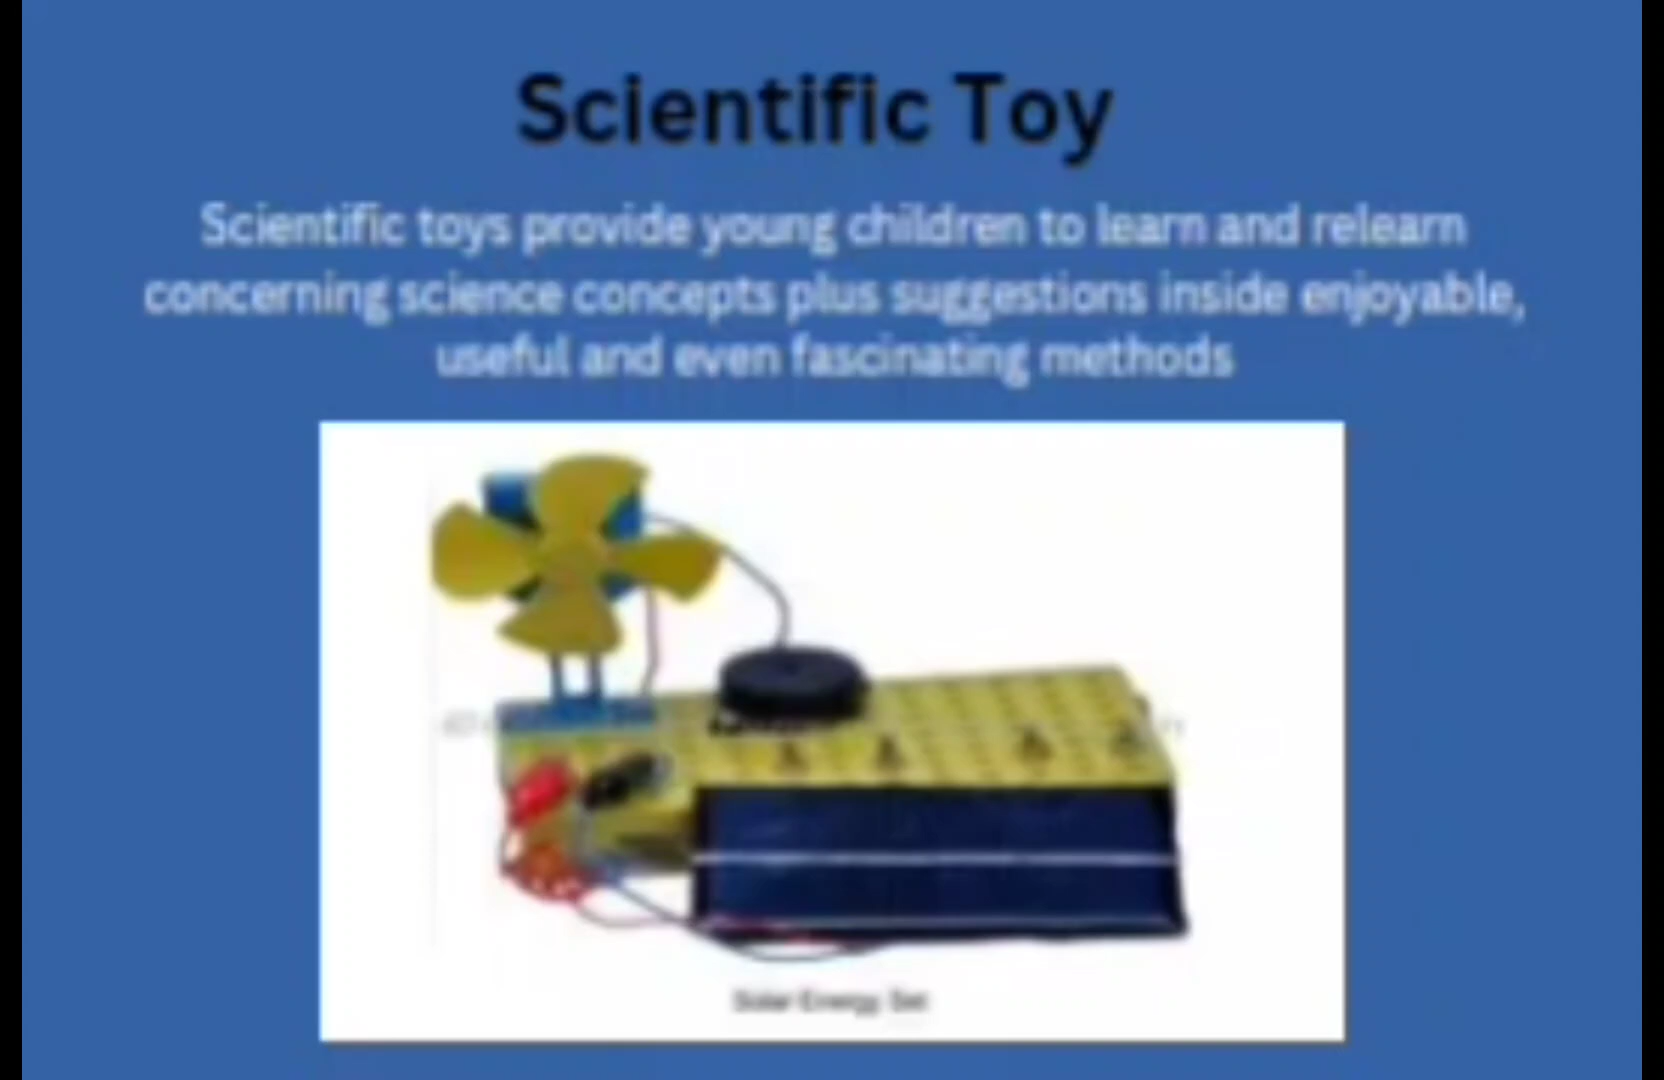 Scientific Toy
Scientific toys provide young children to learn and relearn
concerning science concepts plus suggestions inside enjoyable,
useful and even fascinating methods
Solar Energy Set